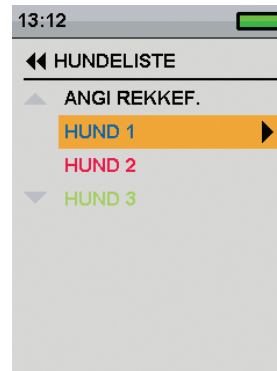 13:12
HUNDELISTE
ANGI REKKEF.
HUND 1
HUND 2
HUND 3